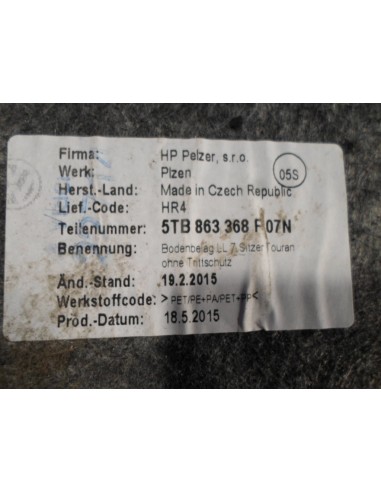 Firma: HP Pelzer, s.r.o.
Werk: Plzen 05S
Herst.-Land: Made in Czech Republic
Lief.-Code: HR4
Teilenummer: 5TB 863 368 F 07N
Benennung: Bodenbelag LL 7. Sitzer Touran
ohne Trittschutz
Änd.-Stand: 19.2.2015
Werkstoffcode: >PET/PE+PA/PET+PP<
Prod.-Datum: 18.5.2015